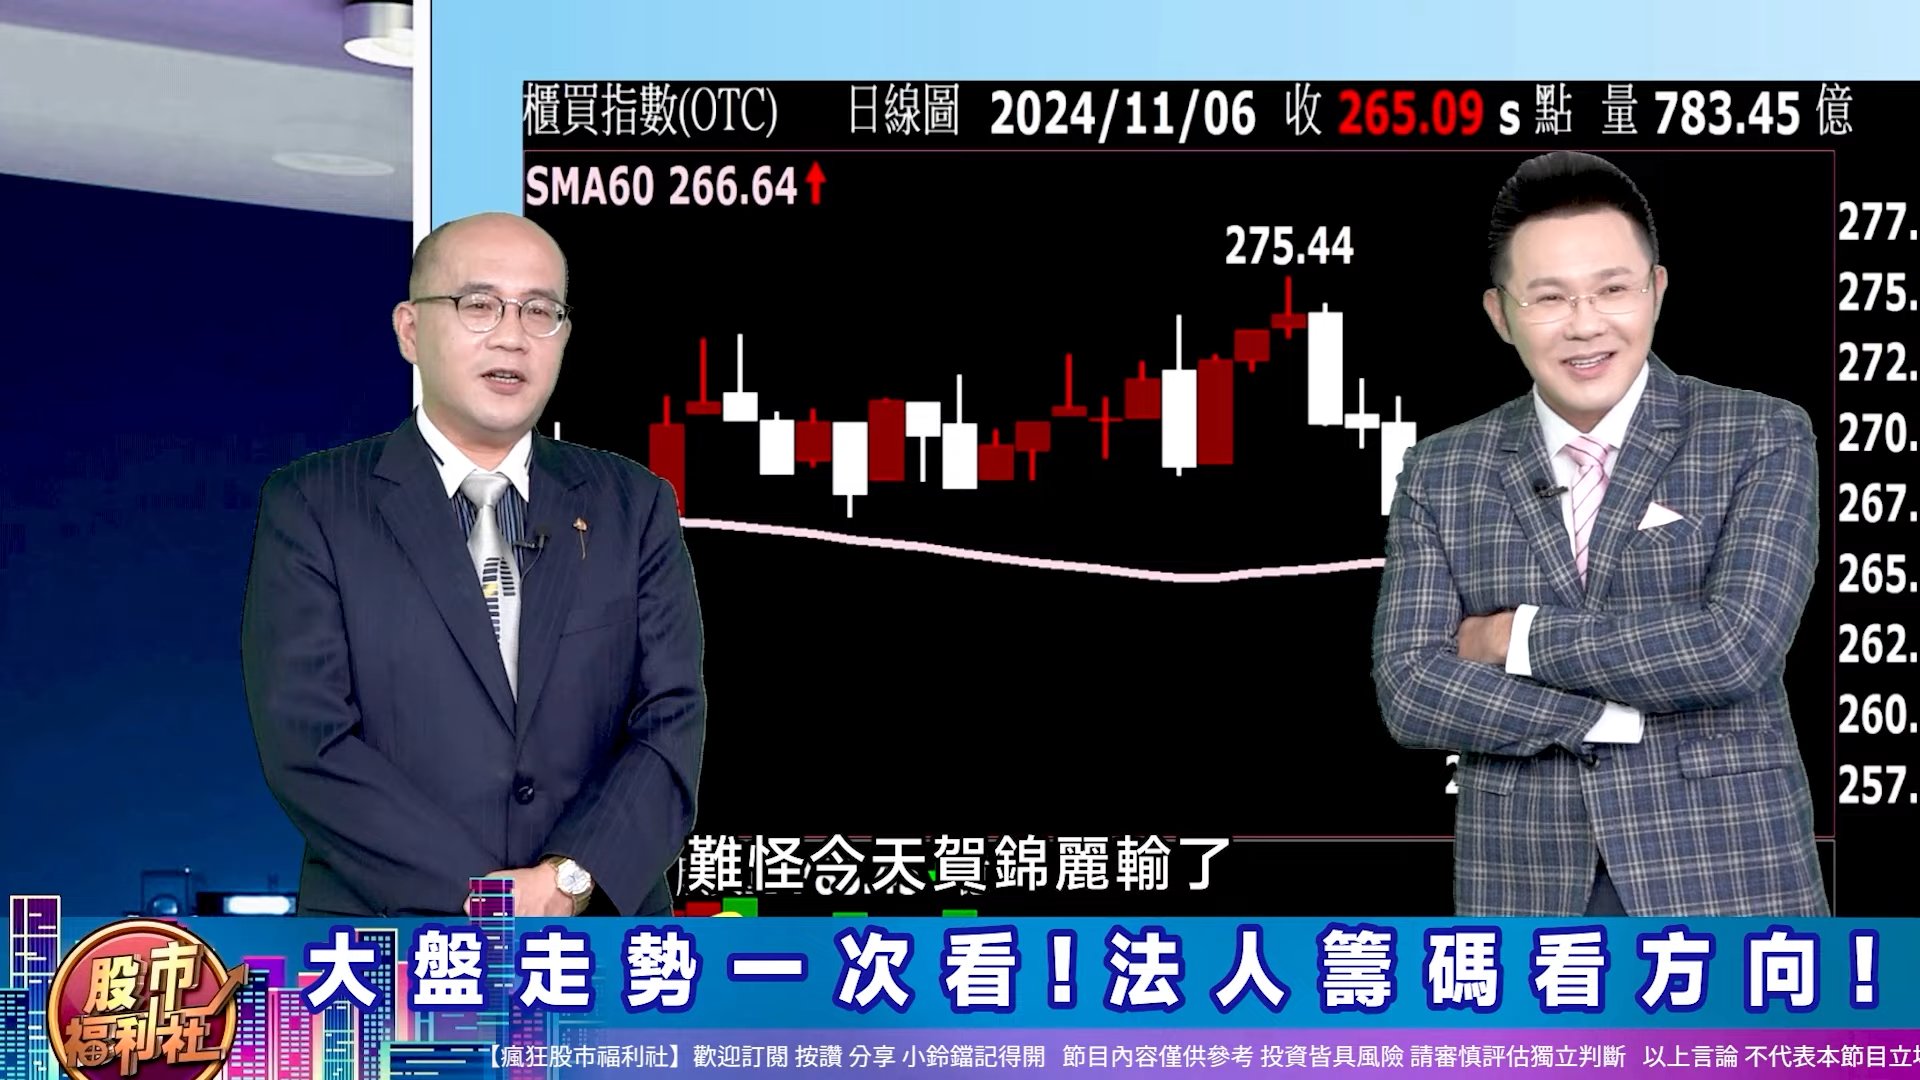 櫃買指數(OTC) 日線圖 2024/11/06 收 265.09 s 點 量 783.45 億
SMA60 266.64
277.
275.44
275.
272.
270.
267.
265.
262.
260.
257.
難怪今天賀錦麗輸了
股市
福利社
大盤走勢一次看!法人籌碼看方向!
【瘋狂股市福利社】歡迎訂閱 按讚 分享 小鈴鐺記得開 節目內容僅供參考 投資皆具風險 請審慎評估獨立判斷 以上言論 不代表本節目立場